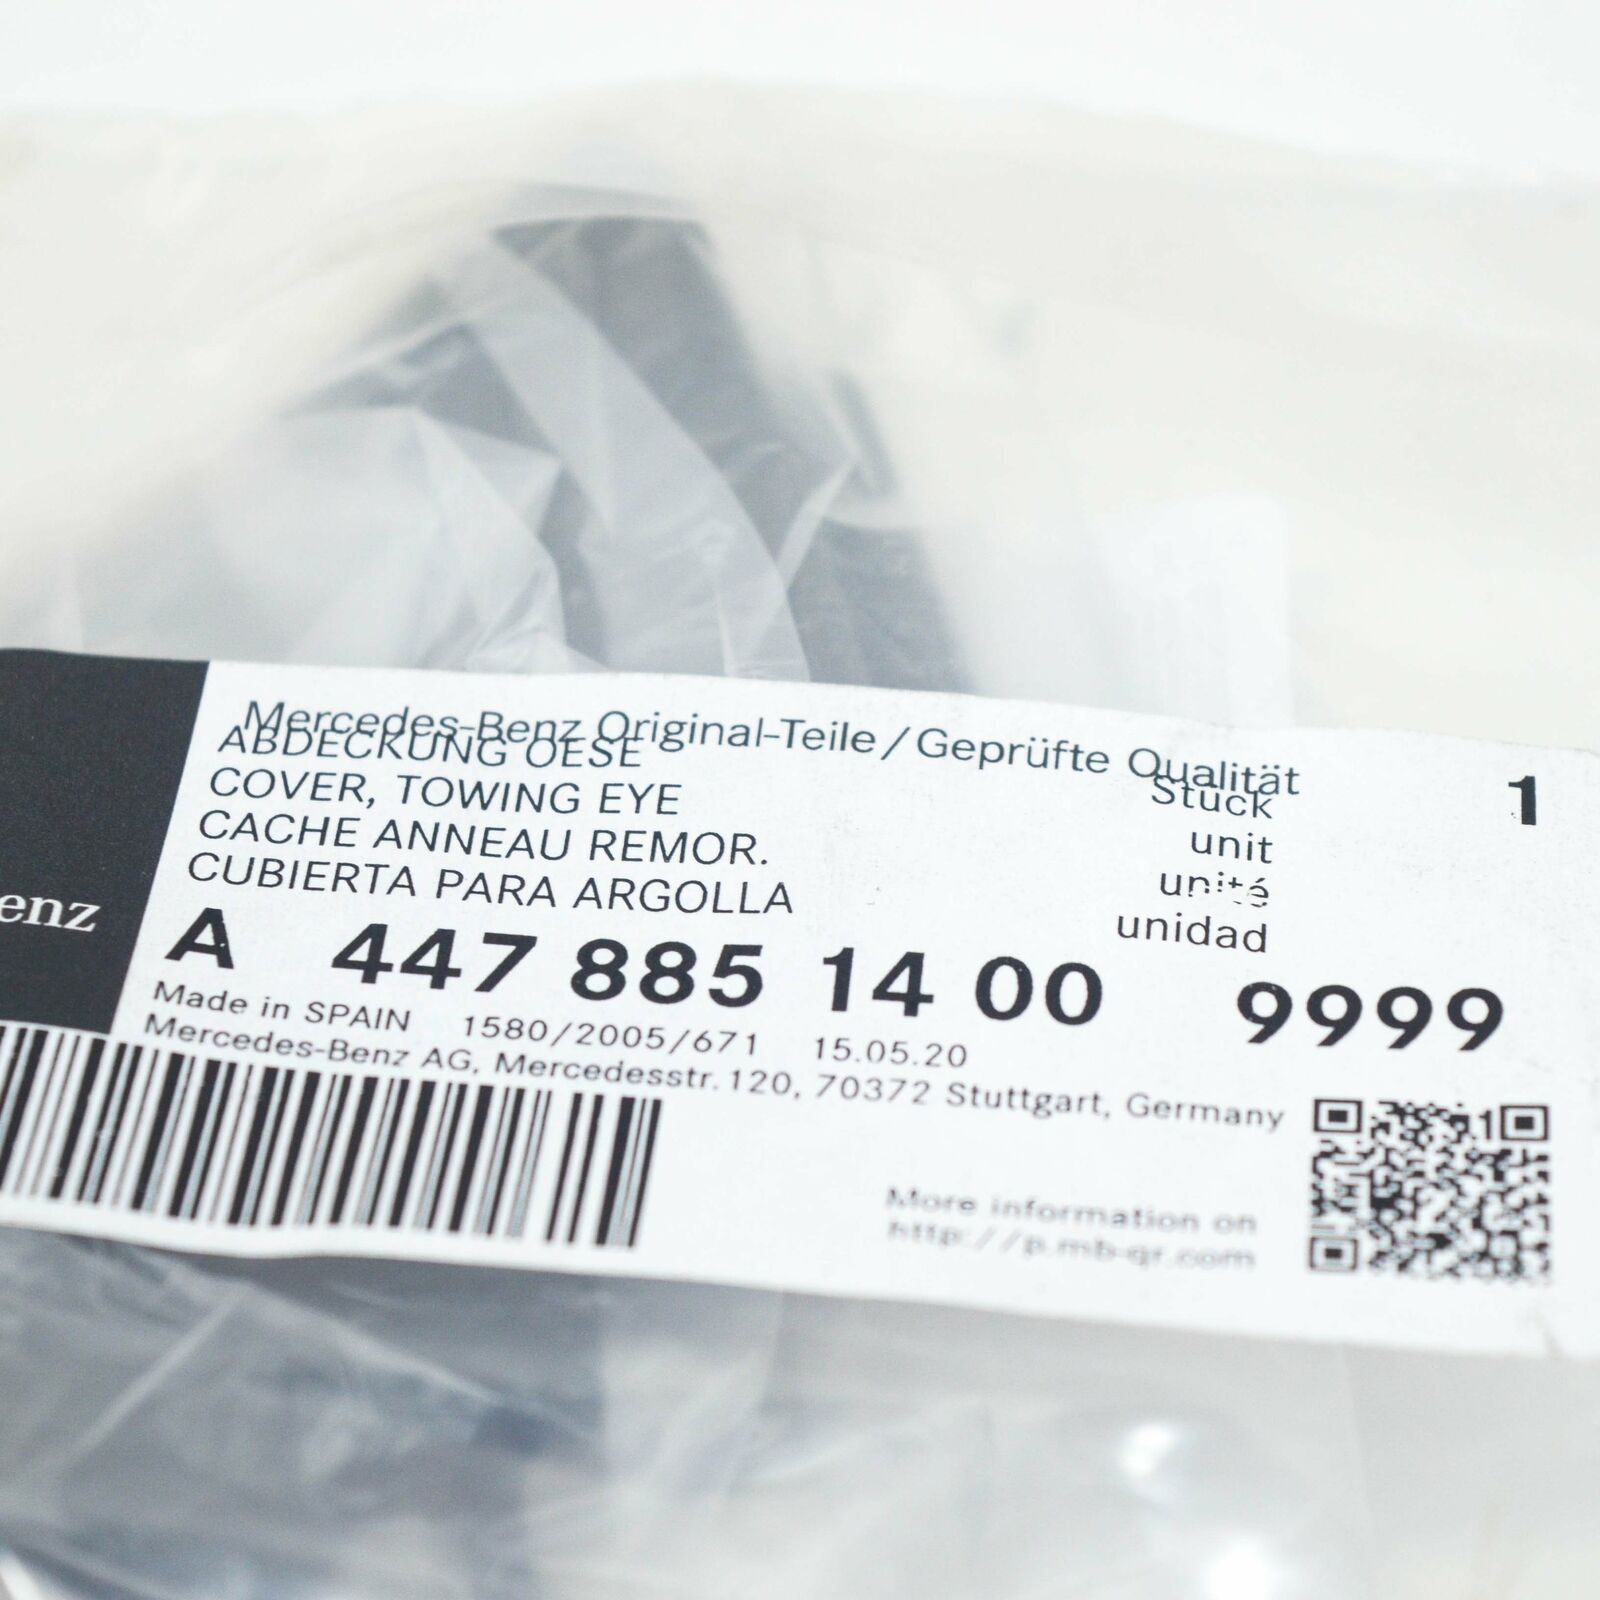 Mercedes-Benz Original-Teile / Geprüfte Qualität
ABDECKUNG OESE Stück 1
COVER, TOWING EYE unit
CACHE ANNEAU REMOR. unité
CUBIERTA PARA ARGOLLA unidad
enz
A 447 885 14 00 9999
Made in SPAIN 1580/2005/671 15.05.20
Mercedes-Benz AG, Mercedesstr. 120, 70372 Stuttgart, Germany
More information on
http://p.mb-qr.com